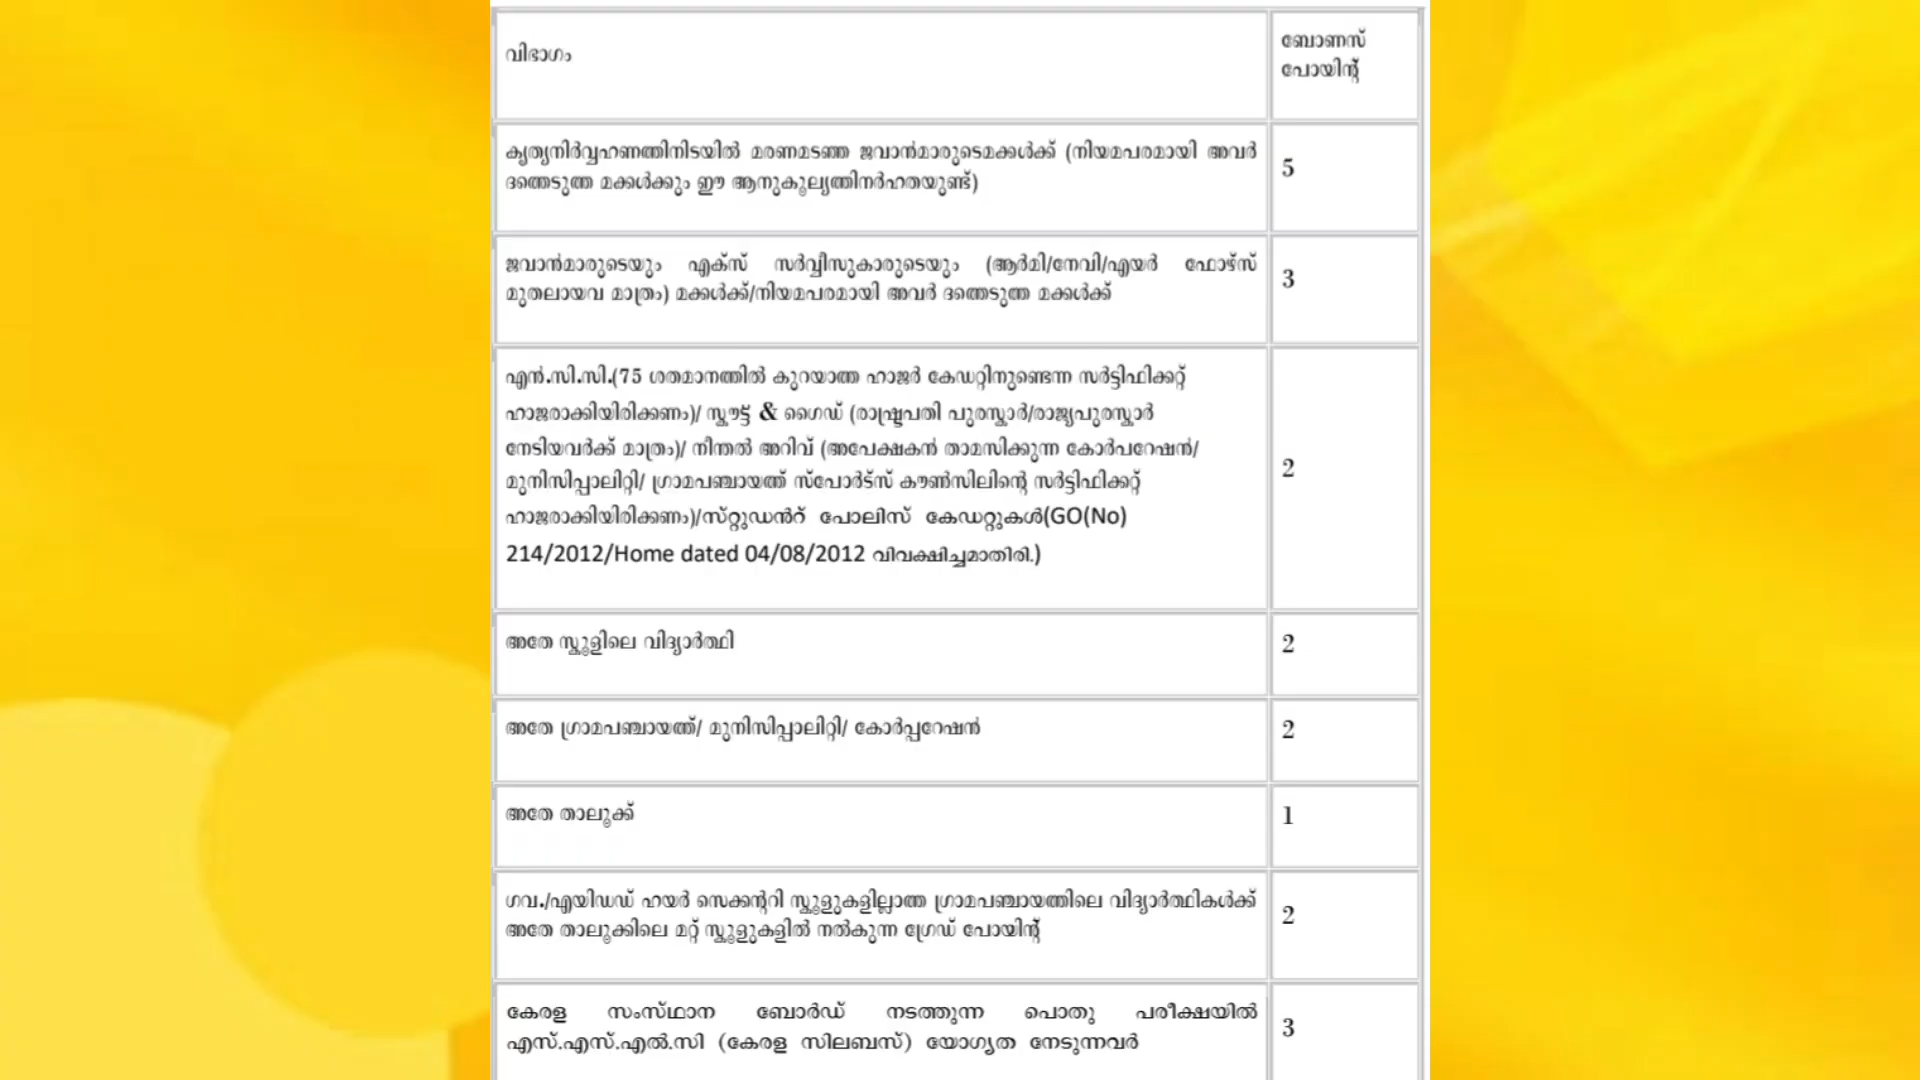 വിഭാഗം
ബോണസ്
പോയിന്റ്
കൃത്യനിർവ്വഹണത്തിനിടയിൽ മരണമടഞ്ഞ ജവാൻമാരുടെമക്കൾക്ക് (നിയമപരമായി അവർ
ദത്തെടുത്ത മക്കൾക്കും ഈ ആനുകൂല്യത്തിനർഹതയുണ്ട്)
5
ജവാൻമാരുടെയും എക്സ് സർവ്വീസുകാരുടെയും (ആർമി/നേവി/എയർ ഫോഴ്സ്
മുതലായവ മാത്രം) മക്കൾക്ക്/നിയമപരമായി അവർ ദത്തെടുത്ത മക്കൾക്ക്
3
എൻ.സി.സി.(75 ശതമാനത്തിൽ കുറയാത്ത ഹാജർ കേഡറ്റിനുണ്ടെന്ന സർട്ടിഫിക്കറ്റ്
ഹാജരാക്കിയിരിക്കണം)/ സ്കൗട്ട് & ഗൈഡ് (രാഷ്ട്രപതി പുരസ്കാർ/രാജ്യപുരസ്കാർ
നേടിയവർക്ക് മാത്രം)/ നീന്തൽ അറിവ് (അപേക്ഷകൻ താമസിക്കുന്ന കോർപറേഷൻ/
മുനിസിപ്പാലിറ്റി/ ഗ്രാമപഞ്ചായത്ത് സ്പോർട്സ് കൗൺസിലിന്റെ സർട്ടിഫിക്കറ്റ്
ഹാജരാക്കിയിരിക്കണം)/സ്റ്റുഡൻറ് പോലിസ് കേഡറ്റുകൾ(GO(No)
214/2012/Home dated 04/08/2012 വിവക്ഷിച്ചമാതിരി.)
2
അതേ സ്കൂളിലെ വിദ്യാർത്ഥി
2
അതേ ഗ്രാമപഞ്ചായത്ത്/ മുനിസിപ്പാലിറ്റി/ കോർപ്പറേഷൻ
2
അതേ താലൂക്ക്
1
ഗവ./എയിഡഡ് ഹയർ സെക്കന്ററി സ്കൂളുകളില്ലാത്ത ഗ്രാമപഞ്ചായത്തിലെ വിദ്യാർത്ഥികൾക്ക്
അതേ താലൂക്കിലെ മറ്റ് സ്കൂളുകളിൽ നൽകുന്ന ഗ്രേഡ് പോയിന്റ്
2
കേരള സംസ്ഥാന ബോർഡ് നടത്തുന്ന പൊതു പരീക്ഷയിൽ
എസ്.എസ്.എൽ.സി (കേരള സിലബസ്) യോഗ്യത നേടുന്നവർ
3